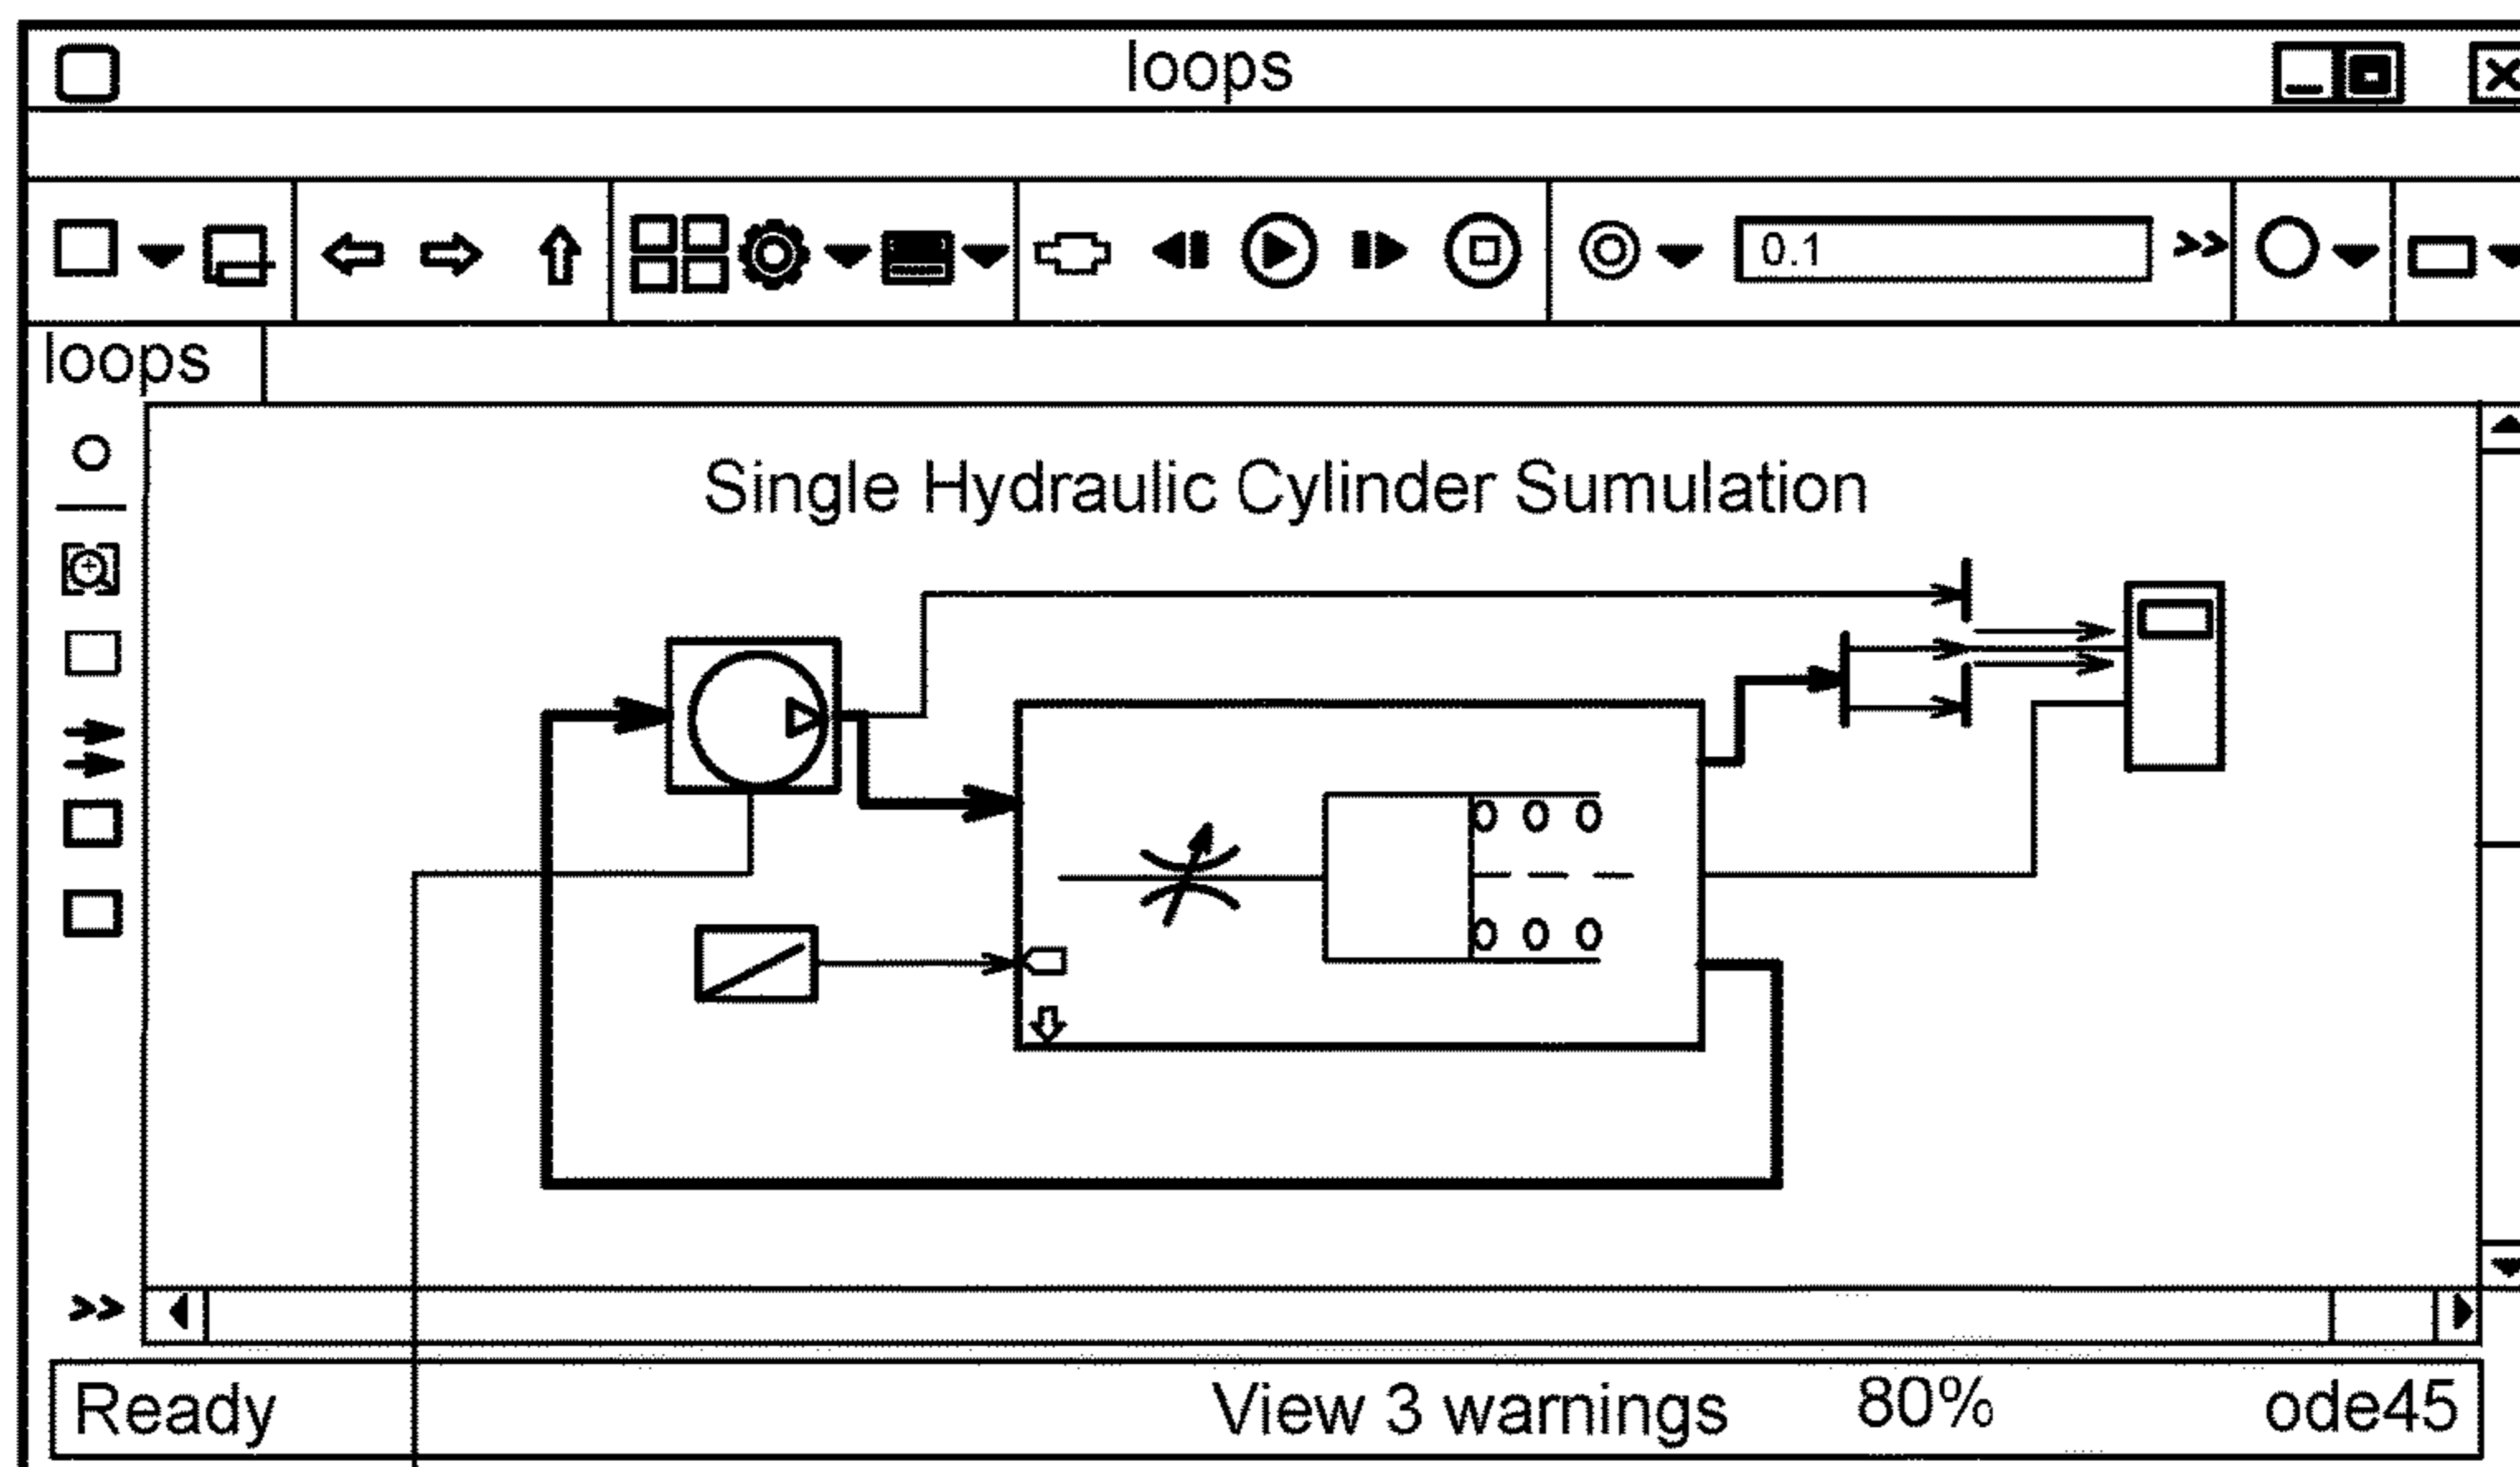 loops
0.1
loops
Single Hydraulic Cylinder Sumulation
Ready View 3 warnings 80% ode45